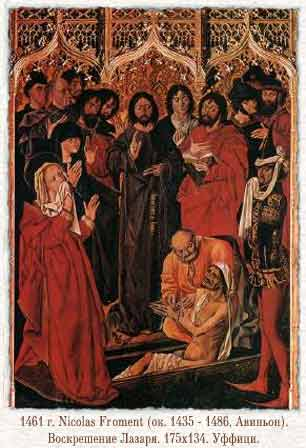 1461 г. Nicolas Froment (ок. 1435 - 1486, Авиньон).
Воскрешение Лазаря. 175x134. Уффици.